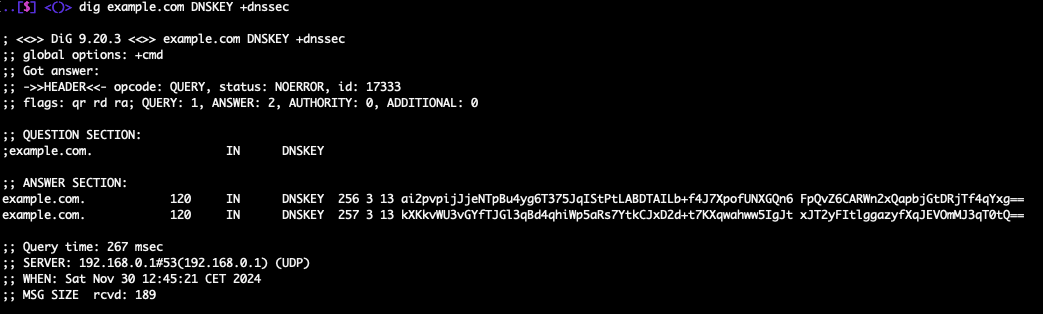 ..[$] <()> dig example.com DNSKEY +dnssec
; <<>> DiG 9.20.3 <<>> example.com DNSKEY +dnssec
;; global options: +cmd
;; Got answer:
;; ->>HEADER<<- opcode: QUERY, status: NOERROR, id: 17333
;; flags: qr rd ra; QUERY: 1, ANSWER: 2, AUTHORITY: 0, ADDITIONAL: 0
;; QUESTION SECTION:
;example.com. IN DNSKEY
;; ANSWER SECTION:
example.com. 120 IN DNSKEY 256 3 13 ai2pvpijJjeNTpBu4yg6T375JqIStPtLABDTAILb+f4J7XpofUNXGQn6 FpQvZ6CARWn2xQapbjGtDRjTf4qYxg==
example.com. 120 IN DNSKEY 257 3 13 kXKkvWU3vGYfTJGl3qBd4qhiWp5aRs7YtkCJxD2d+t7KXqwahww5IgJt xJT2yFItlggazyfXqJEVOmMJ3qT0tQ==
;; Query time: 267 msec
;; SERVER: 192.168.0.1#53(192.168.0.1) (UDP)
;; WHEN: Sat Nov 30 12:45:21 CET 2024
;; MSG SIZE rcvd: 189